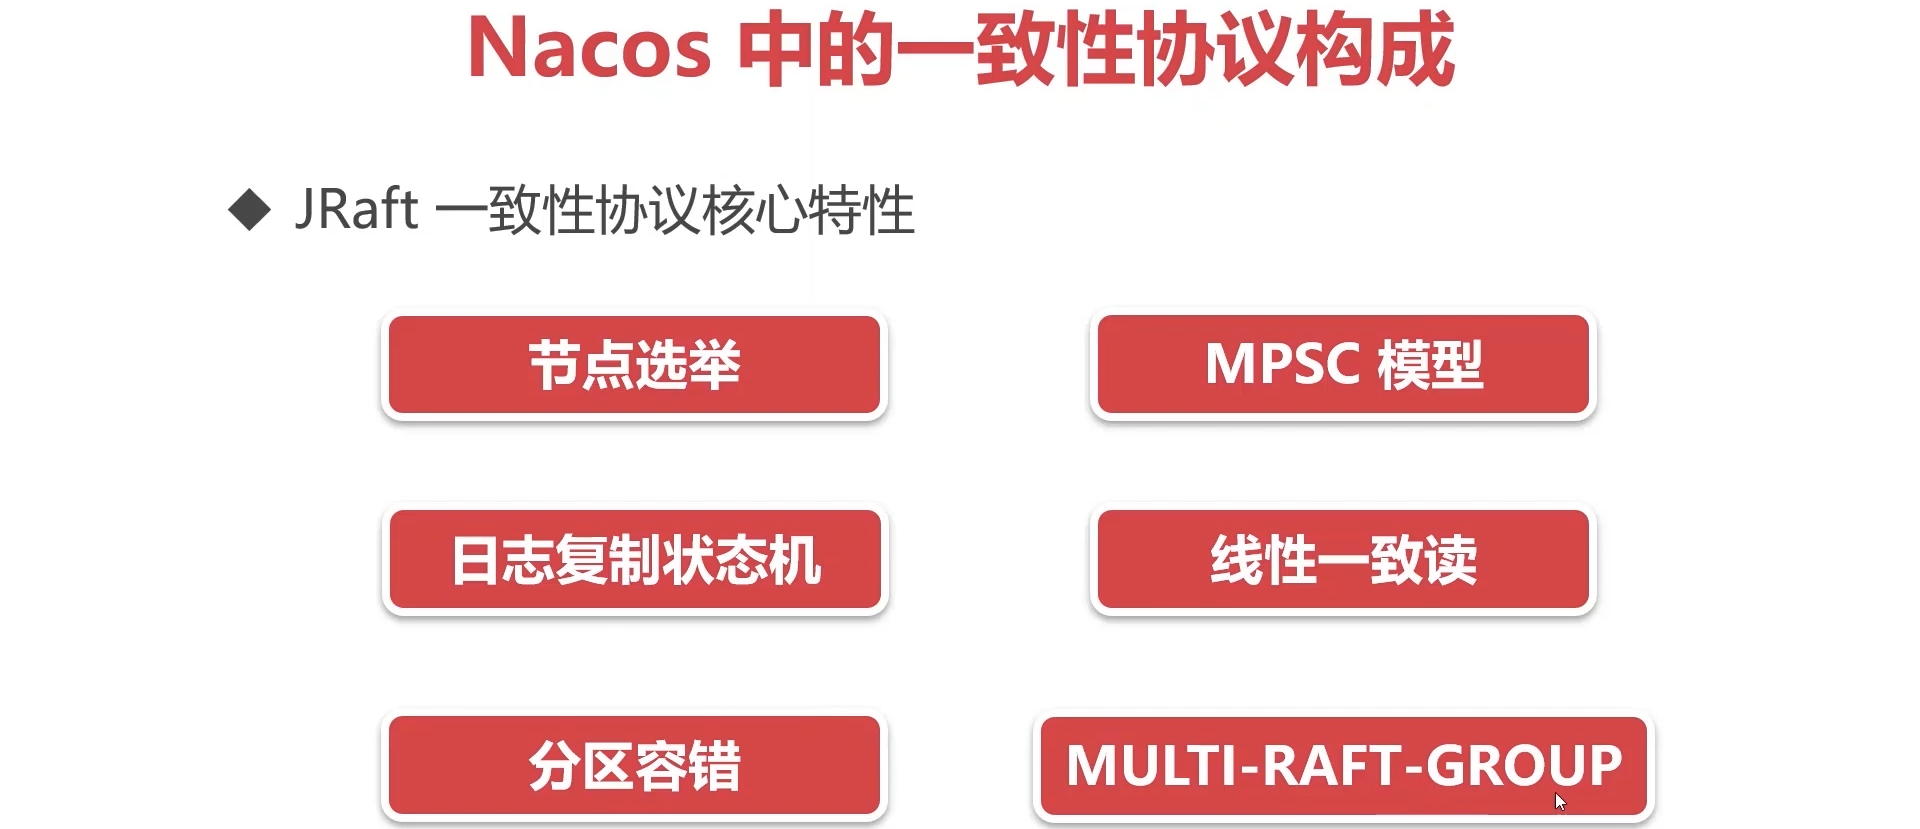 Nacos 中的一致性协议构成
◆ JRaft 一致性协议核心特性
节点选举
MPSC 模型
日志复制状态机
线性一致读
分区容错
MULTI-RAFT-GROUP